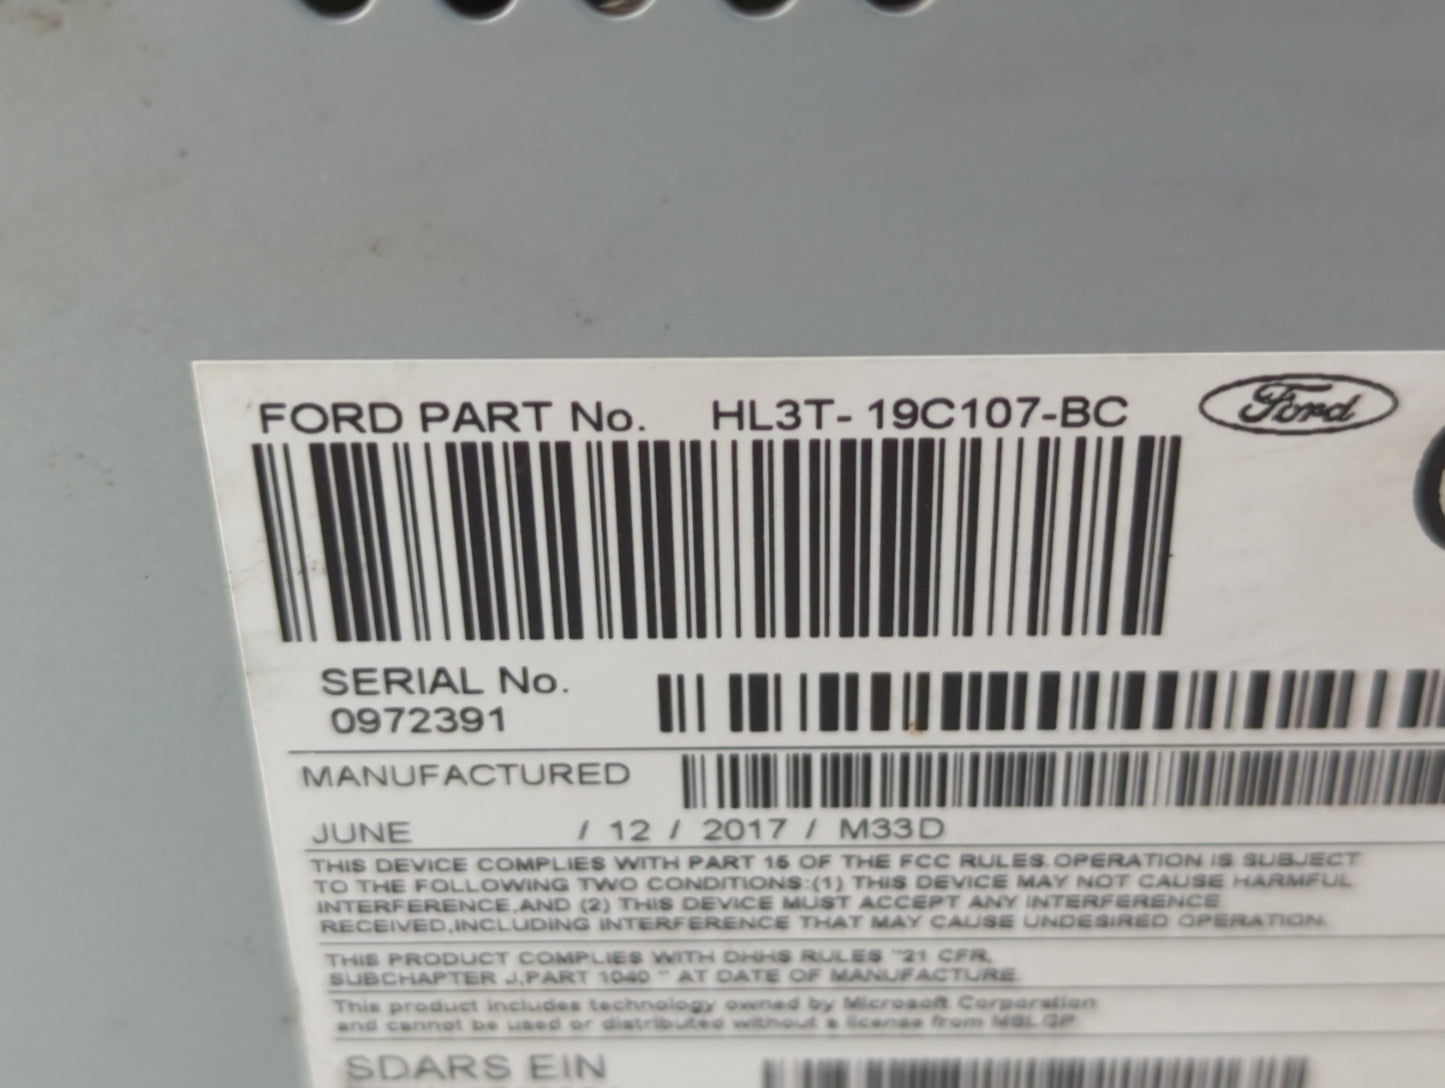 FORD PART No. HL3T- 19C107-BC Ford
SERIAL No.
0972391
MANUFACTURED
JUNE / 12 / 2017 / M33D
THIS DEVICE COMPLIES WITH PART 15 OF THE FCC RULES.OPERATION IS SUBJECT
TO THE FOLLOWING TWO CONDITIONS:(1) THIS DEVICE MAY NOT CAUSE HARMFUL
INTERFERENCE,AND (2) THIS DEVICE MUST ACCEPT ANY INTERFERENCE
RECEIVED,INCLUDING INTERFERENCE THAT MAY CAUSE UNDESIRED OPERATION.
THIS PRODUCT COMPLIES WITH DHHS RULES "21 CFR,
SUBCHAPTER J,PART 1040 " AT DATE OF MANUFACTURE.
This product includes technology owned by Microsoft Corporation
and cannot be used or distributed without a license from MSLGP
SDARS EIN